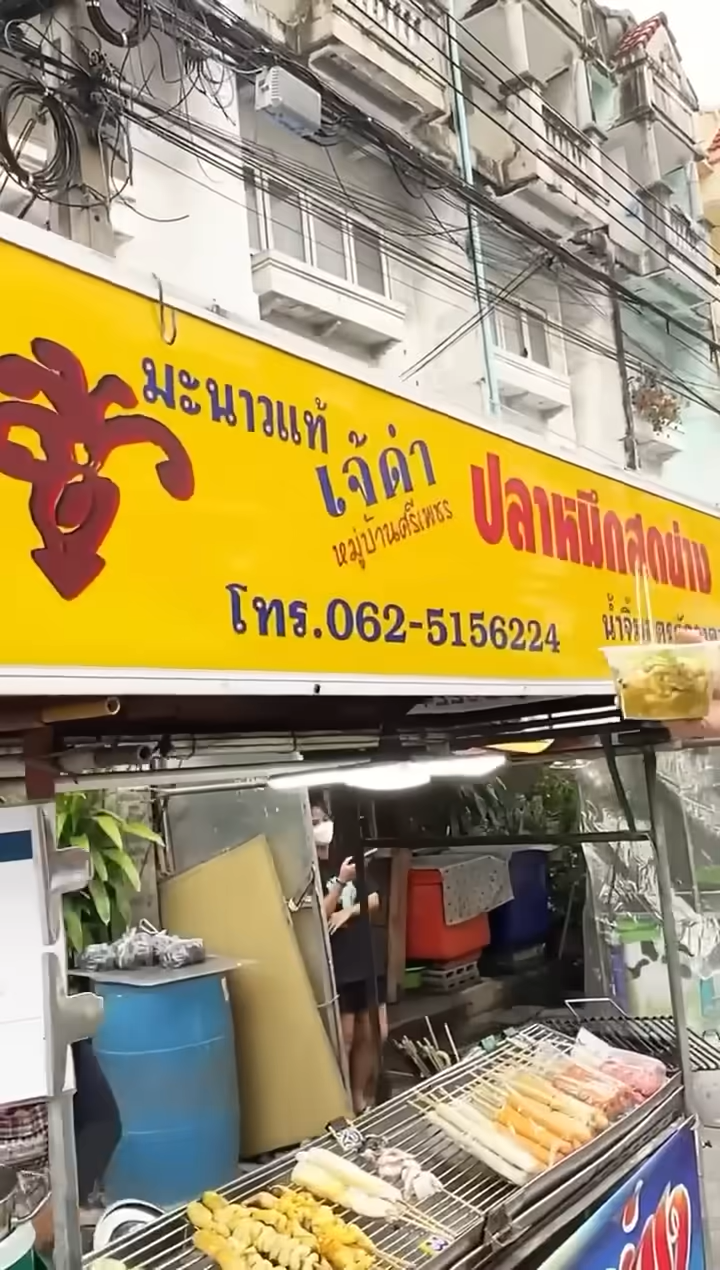 มะนาวแท้
เจ๊ดำ
หมู่บ้านศรีเพชร
ปลาหมึกสดย่าง
โทร.062-5156224